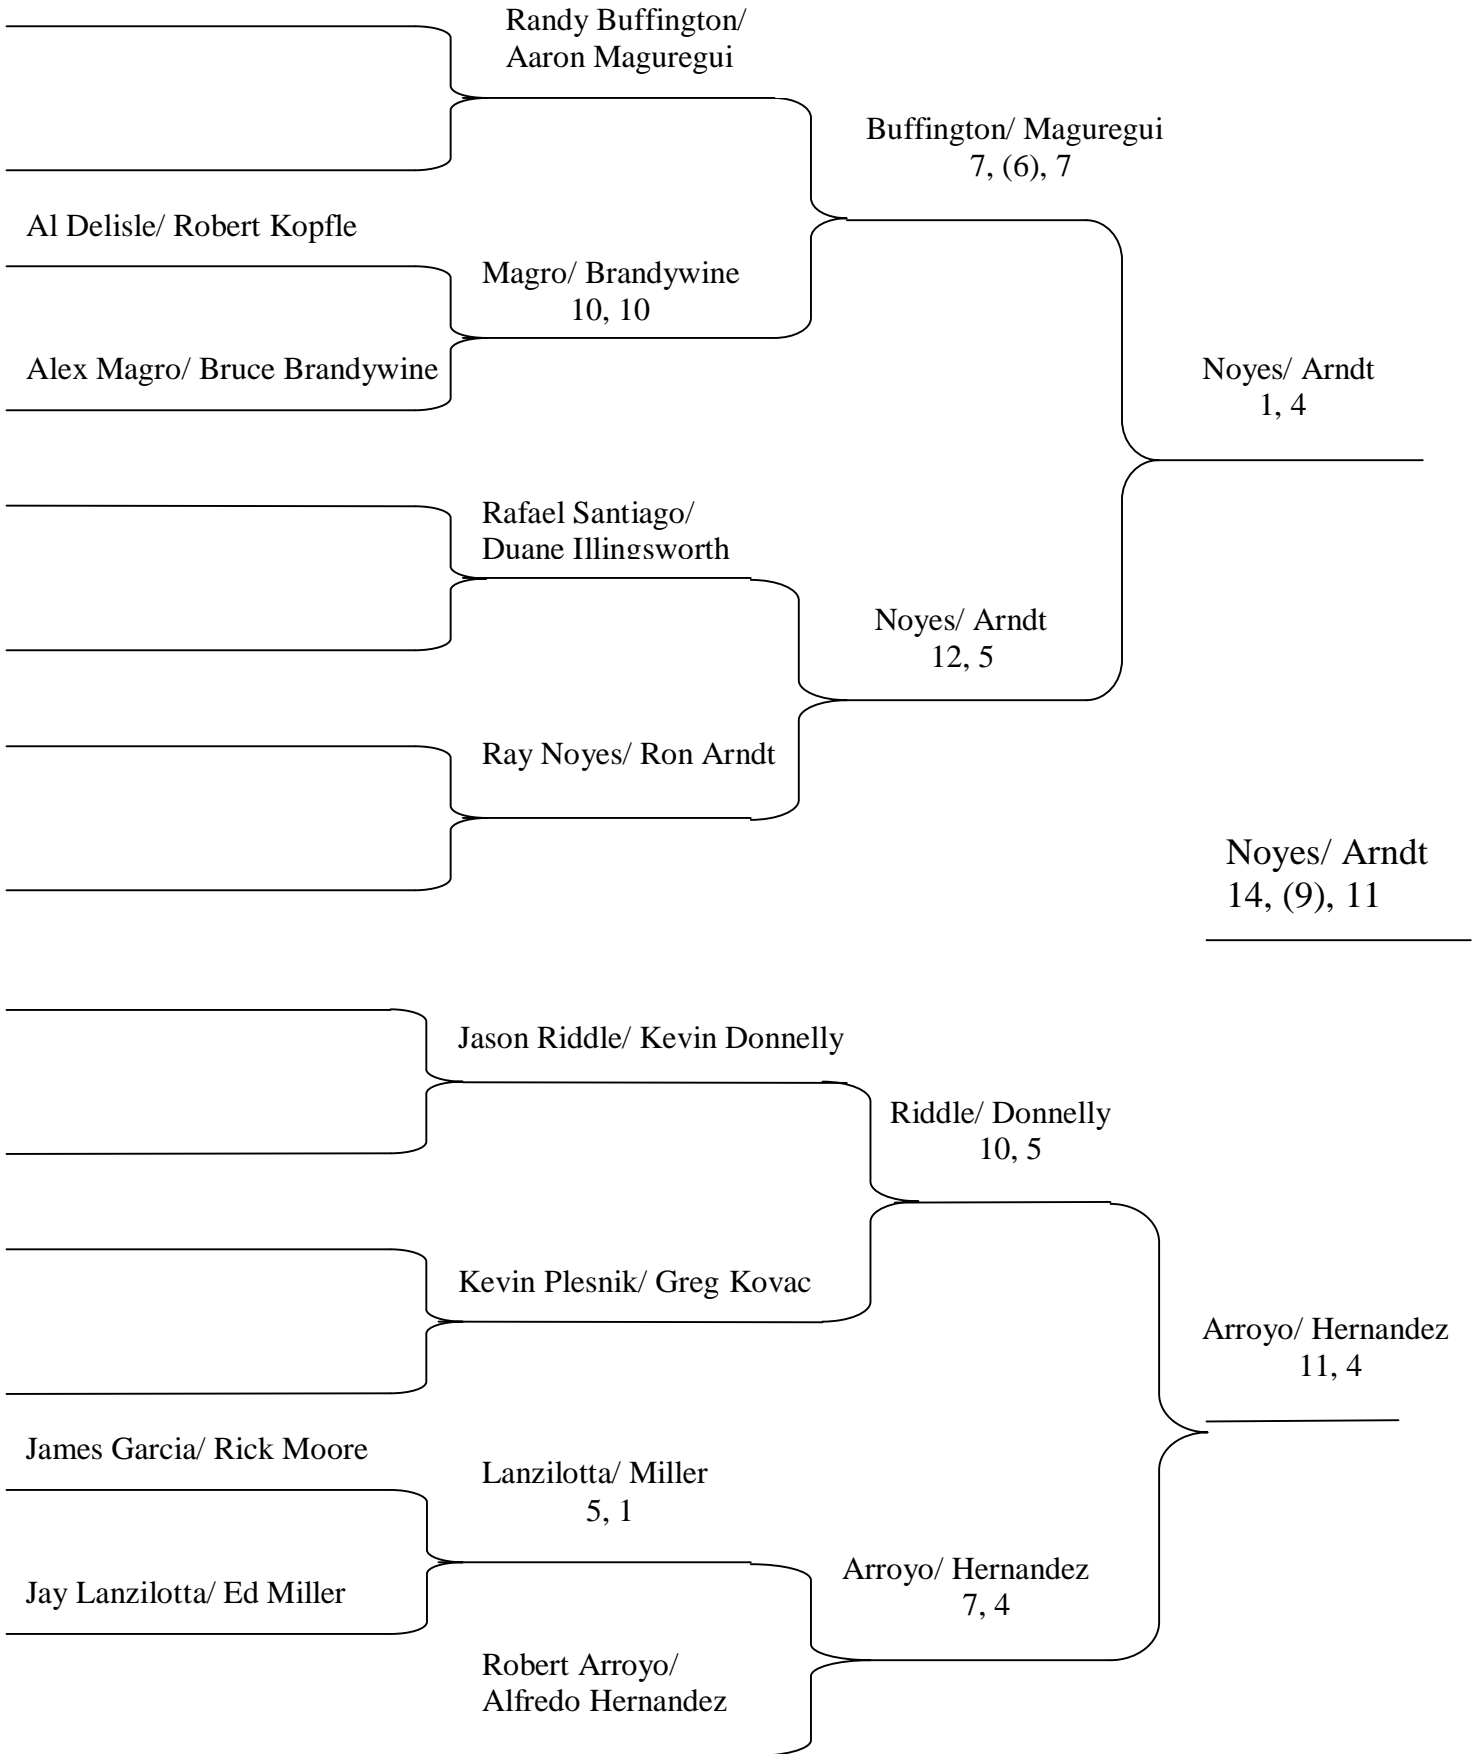 Randy Buffington/
Aaron Maguregui
Buffington/ Maguregui
7, (6), 7
Al Delisle/ Robert Kopfle
Magro/ Brandywine
10, 10
Alex Magro/ Bruce Brandywine
Noyes/ Arndt
1, 4
Rafael Santiago/
Duane Illingsworth
Noyes/ Arndt
12, 5
Ray Noyes/ Ron Arndt
Noyes/ Arndt
14, (9), 11
Jason Riddle/ Kevin Donnelly
Riddle/ Donnelly
10, 5
Kevin Plesnik/ Greg Kovac
Arroyo/ Hernandez
11, 4
James Garcia/ Rick Moore
Lanzilotta/ Miller
5, 1
Jay Lanzilotta/ Ed Miller
Arroyo/ Hernandez
7, 4
Robert Arroyo/
Alfredo Hernandez